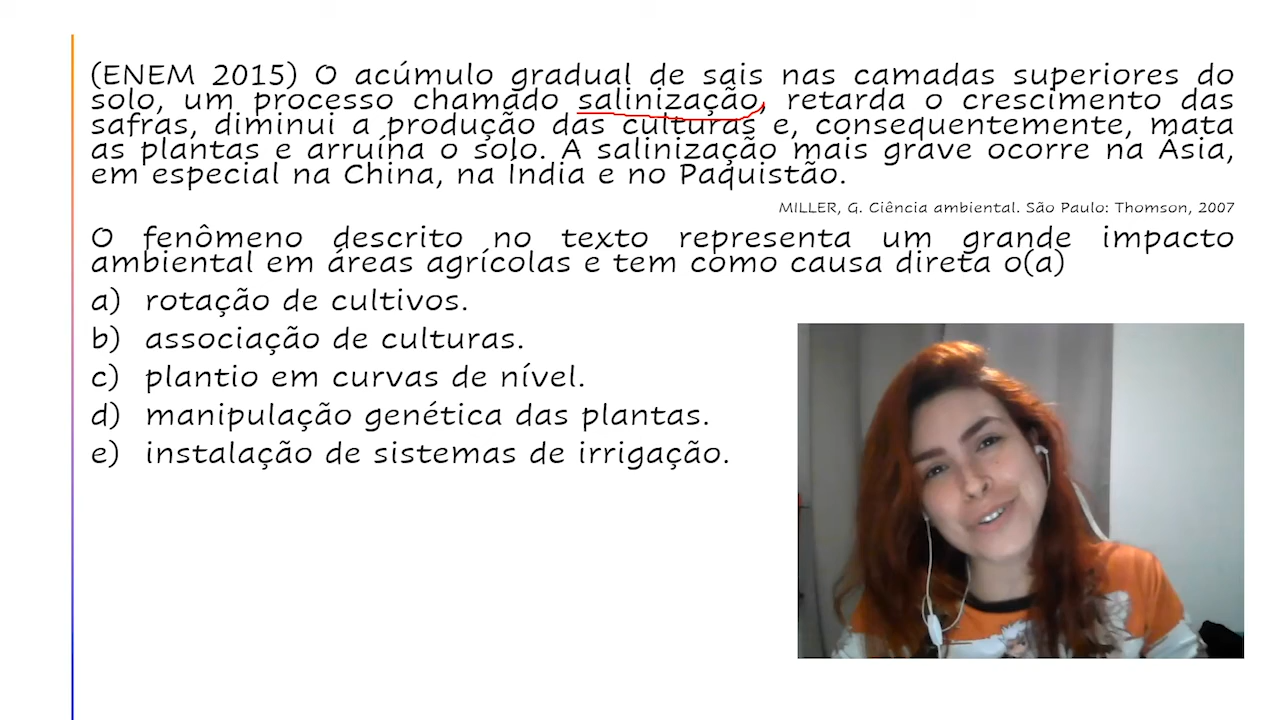 (ENEM 2015) O acúmulo gradual de sais nas camadas superiores do
solo, um processo chamado salinização, retarda o crescimento das
safras, diminui a produção das culturas e, consequentemente, mata
as plantas e arruína o solo. A salinização mais grave ocorre na Ásia,
em especial na China, na Índia e no Paquistão.
MILLER, G. Ciência ambiental. São Paulo: Thomson, 2007
O fenômeno descrito no texto representa um grande impacto
ambiental em áreas agrícolas e tem como causa direta o(a)
a) rotação de cultivos.
b) associação de culturas.
c) plantio em curvas de nível.
d) manipulação genética das plantas.
e) instalação de sistemas de irrigação.